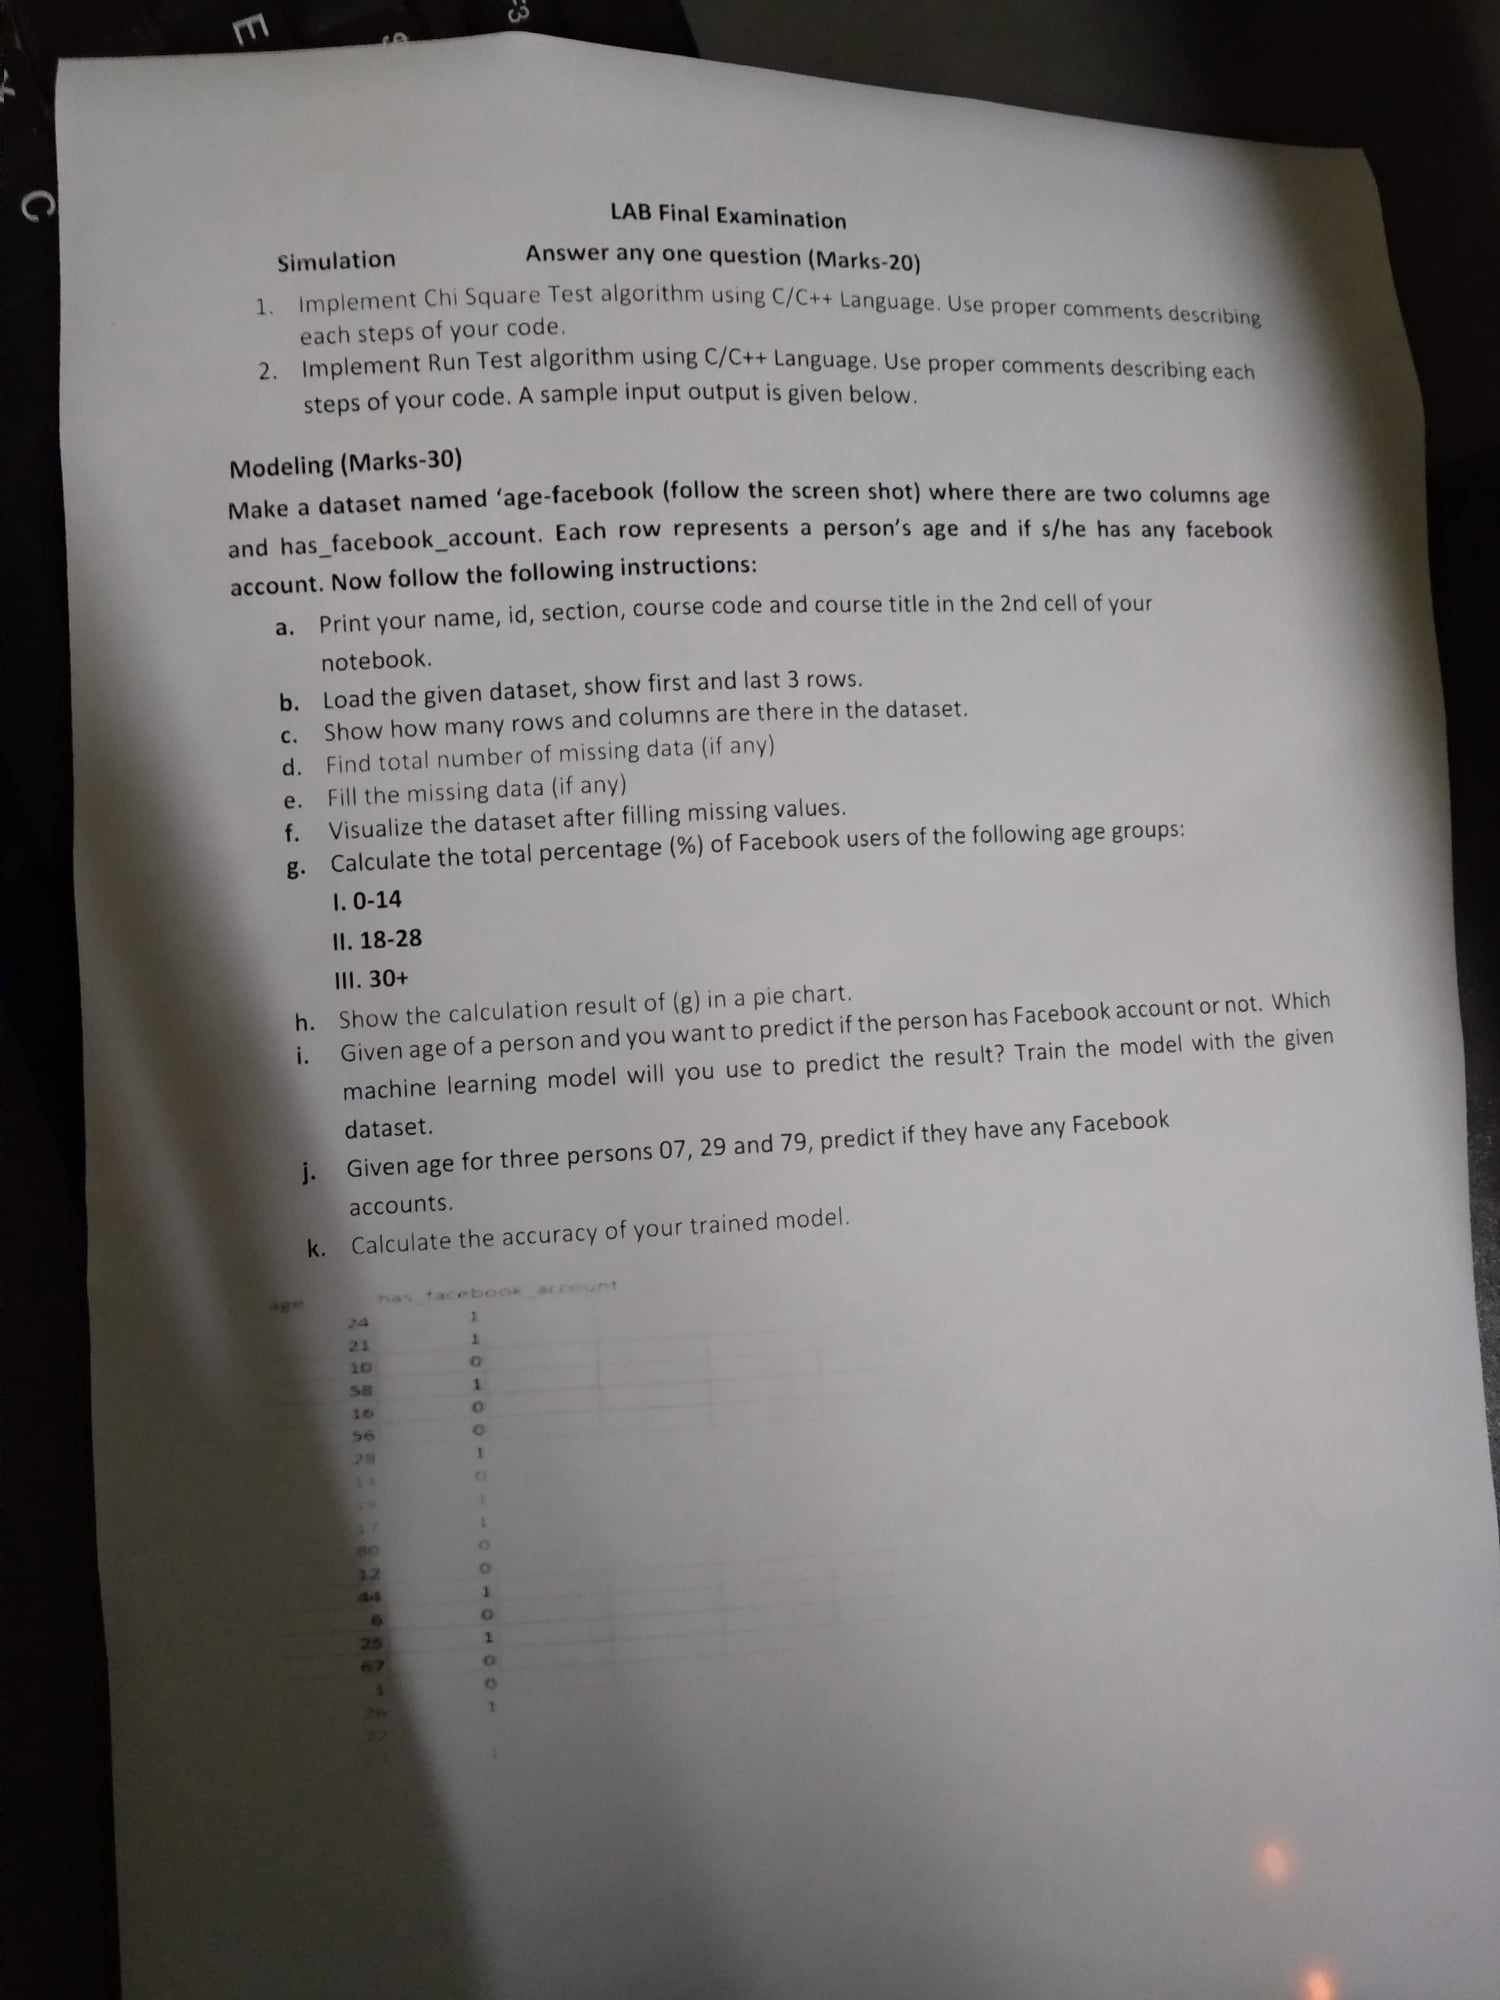 E
C
LAB Final Examination
Simulation Answer any one question (Marks-20)
1. Implement Chi Square Test algorithm using C/C++ Language. Use proper comments describing
each steps of your code.
2. Implement Run Test algorithm using C/C++ Language. Use proper comments describing each
steps of your code. A sample input output is given below.
Modeling (Marks-30)
Make a dataset named ‘age-facebook (follow the screen shot) where there are two columns age
and has_facebook_account. Each row represents a person's age and if s/he has any facebook
account. Now follow the following instructions:
a. Print your name, id, section, course code and course title in the 2nd cell of your
notebook.
b. Load the given dataset, show first and last 3 rows.
c. Show how many rows and columns are there in the dataset.
d. Find total number of missing data (if any)
e. Fill the missing data (if any)
f. Visualize the dataset after filling missing values.
g. Calculate the total percentage (%) of Facebook users of the following age groups:
I. 0-14
II. 18-28
III. 30+
h. Show the calculation result of (g) in a pie chart.
i. Given age of a person and you want to predict if the person has Facebook account or not. Which
machine learning model will you use to predict the result? Train the model with the given
dataset.
j. Given age for three persons 07, 29 and 79, predict if they have any Facebook
accounts.
k. Calculate the accuracy of your trained model.
age has_facebook_account
24 1
21 1
10 0
58 1
16 0
56 0
1
0
1
1
0
12 0
44 1
6 0
25 1
67 0
1 0
26 1